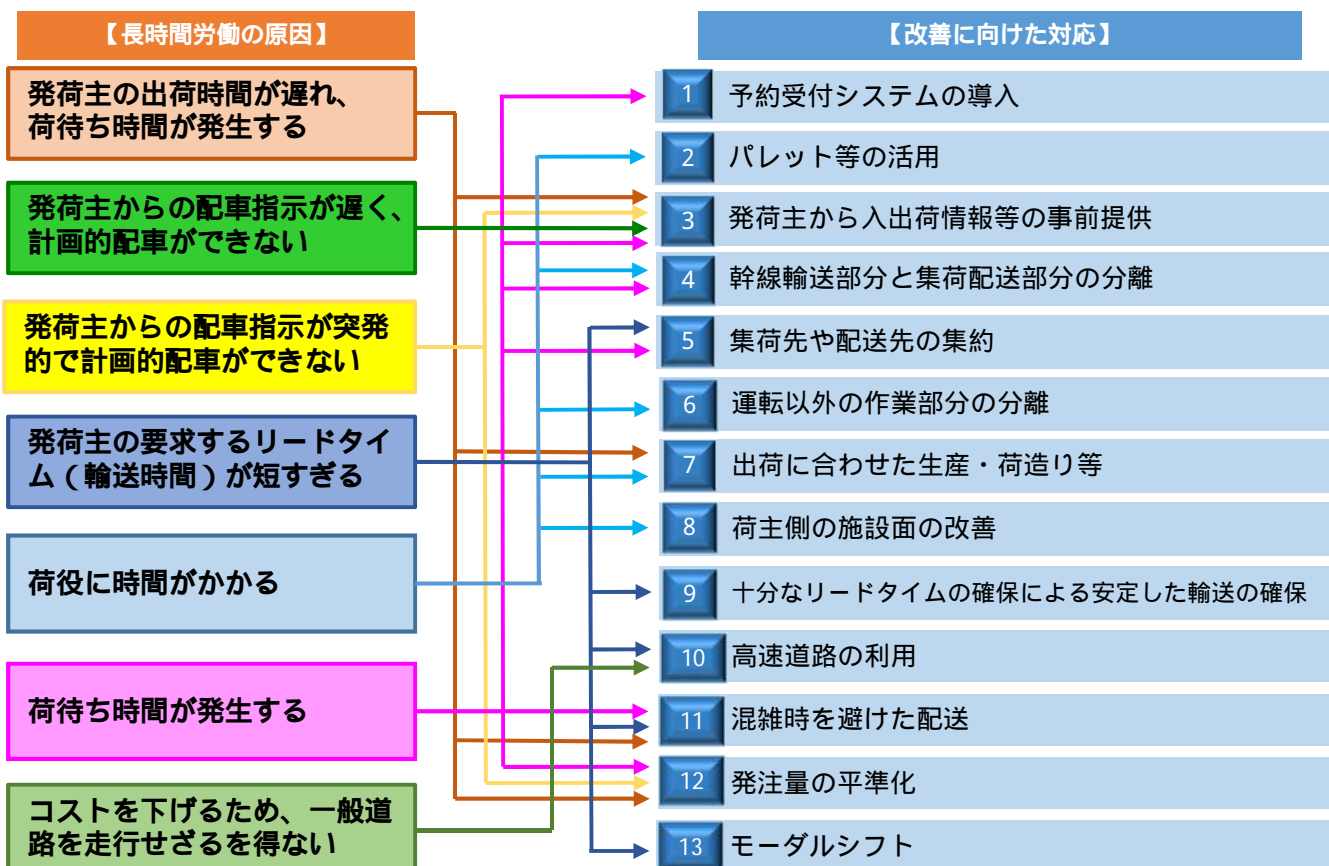 【長時間労働の原因】
発荷主の出荷時間が遅れ、
荷待ち時間が発生する
発荷主からの配車指示が遅く、
計画的配車ができない
発荷主からの配車指示が突発
的で計画的配車ができない
発荷主の要求するリードタイ
ム（輸送時間）が短すぎる
荷役に時間がかかる
荷待ち時間が発生する
コストを下げるため、一般道
路を走行せざるを得ない
【改善に向けた対応】
1 予約受付システムの導入
2 パレット等の活用
3 発荷主から入出荷情報等の事前提供
4 幹線輸送部分と集荷配送部分の分離
5 集荷先や配送先の集約
6 運転以外の作業部分の分離
7 出荷に合わせた生産・荷造り等
8 荷主側の施設面の改善
9 十分なリードタイムの確保による安定した輸送の確保
10 高速道路の利用
11 混雑時を避けた配送
12 発注量の平準化
13 モーダルシフト